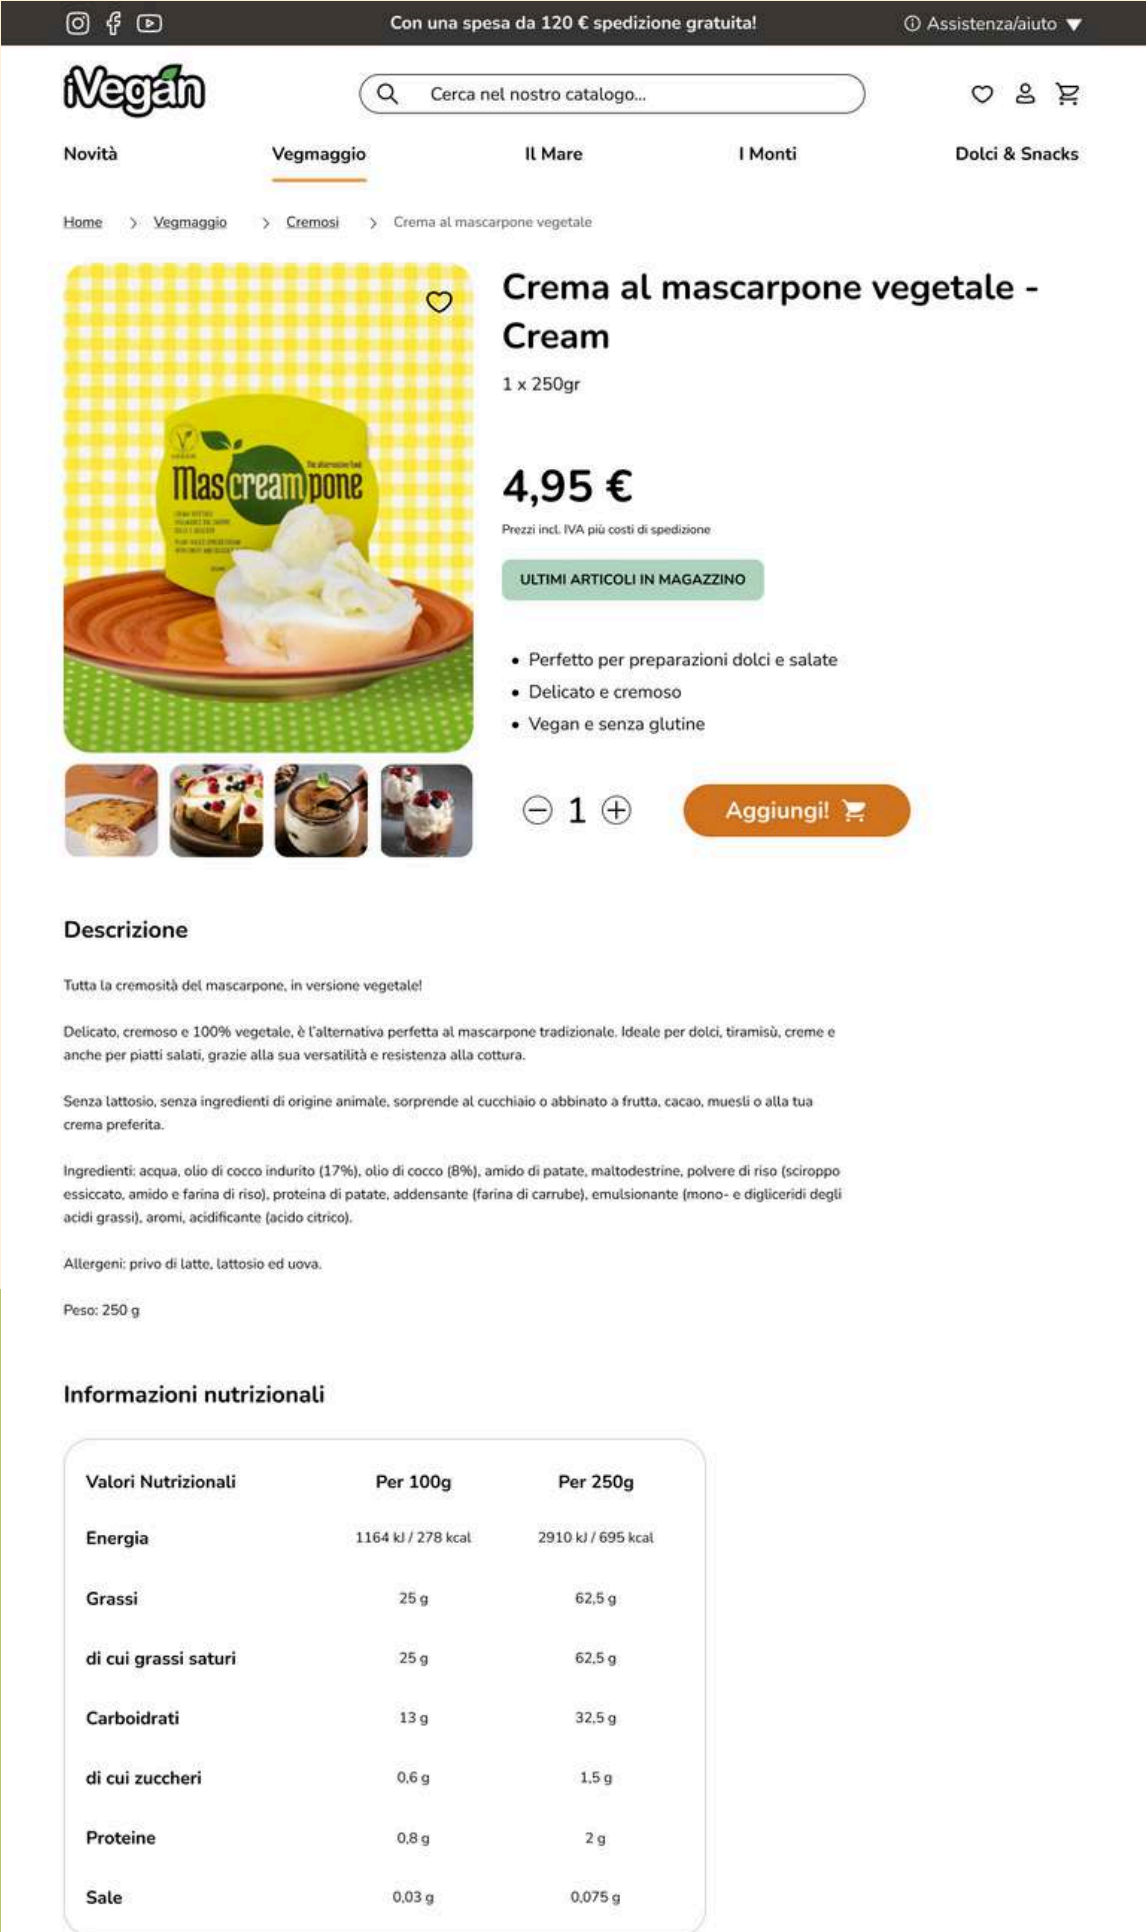 Con una spesa da 120 € spedizione gratuita!
Assistenza/aiuto
iVegan
Cerca nel nostro catalogo...
Novità
Vegmaggio
Il Mare
I Monti
Dolci & Snacks
Home > Vegmaggio > Cremosi > Crema al mascarpone vegetale
Mascreampone
Crema al mascarpone vegetale -
Cream
1 x 250gr
4,95 €
Prezzi incl. IVA più costi di spedizione
ULTIMI ARTICOLI IN MAGAZZINO
• Perfetto per preparazioni dolci e salate
• Delicato e cremoso
• Vegan e senza glutine
1
Aggiungi!
Descrizione
Tutta la cremosità del mascarpone, in versione vegetale!
Delicato, cremoso e 100% vegetale, è l'alternativa perfetta al mascarpone tradizionale. Ideale per dolci, tiramisù, creme e
anche per piatti salati, grazie alla sua versatilità e resistenza alla cottura.
Senza lattosio, senza ingredienti di origine animale, sorprende al cucchiaio o abbinato a frutta, cacao, muesli o alla tua
crema preferita.
Ingredienti: acqua, olio di cocco indurito (17%), olio di cocco (8%), amido di patate, maltodestrine, polvere di riso (sciroppo
essiccato, amido e farina di riso), proteina di patate, addensante (farina di carrube), emulsionante (mono- e digliceridi degli
acidi grassi), aromi, acidificante (acido citrico).
Allergeni: privo di latte, lattosio ed uova.
Peso: 250 g
Informazioni nutrizionali
Valori Nutrizionali Per 100g Per 250g
Energia 1164 kJ / 278 kcal 2910 kJ / 695 kcal
Grassi 25 g 62,5 g
di cui grassi saturi 25 g 62,5 g
Carboidrati 13 g 32,5 g
di cui zuccheri 0,6 g 1,5 g
Proteine 0,8 g 2 g
Sale 0,03 g 0,075 g